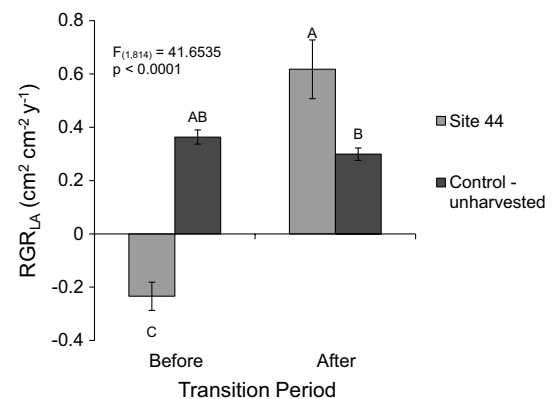 0.8
0.6
0.4
0.2
0
-0.2
-0.4
RGR_LA (cm² cm⁻² y⁻¹)
F(1,814) = 41.6535
p < 0.0001
A
AB
B
C
Before
After
Transition Period
Site 44
Control -
unharvested